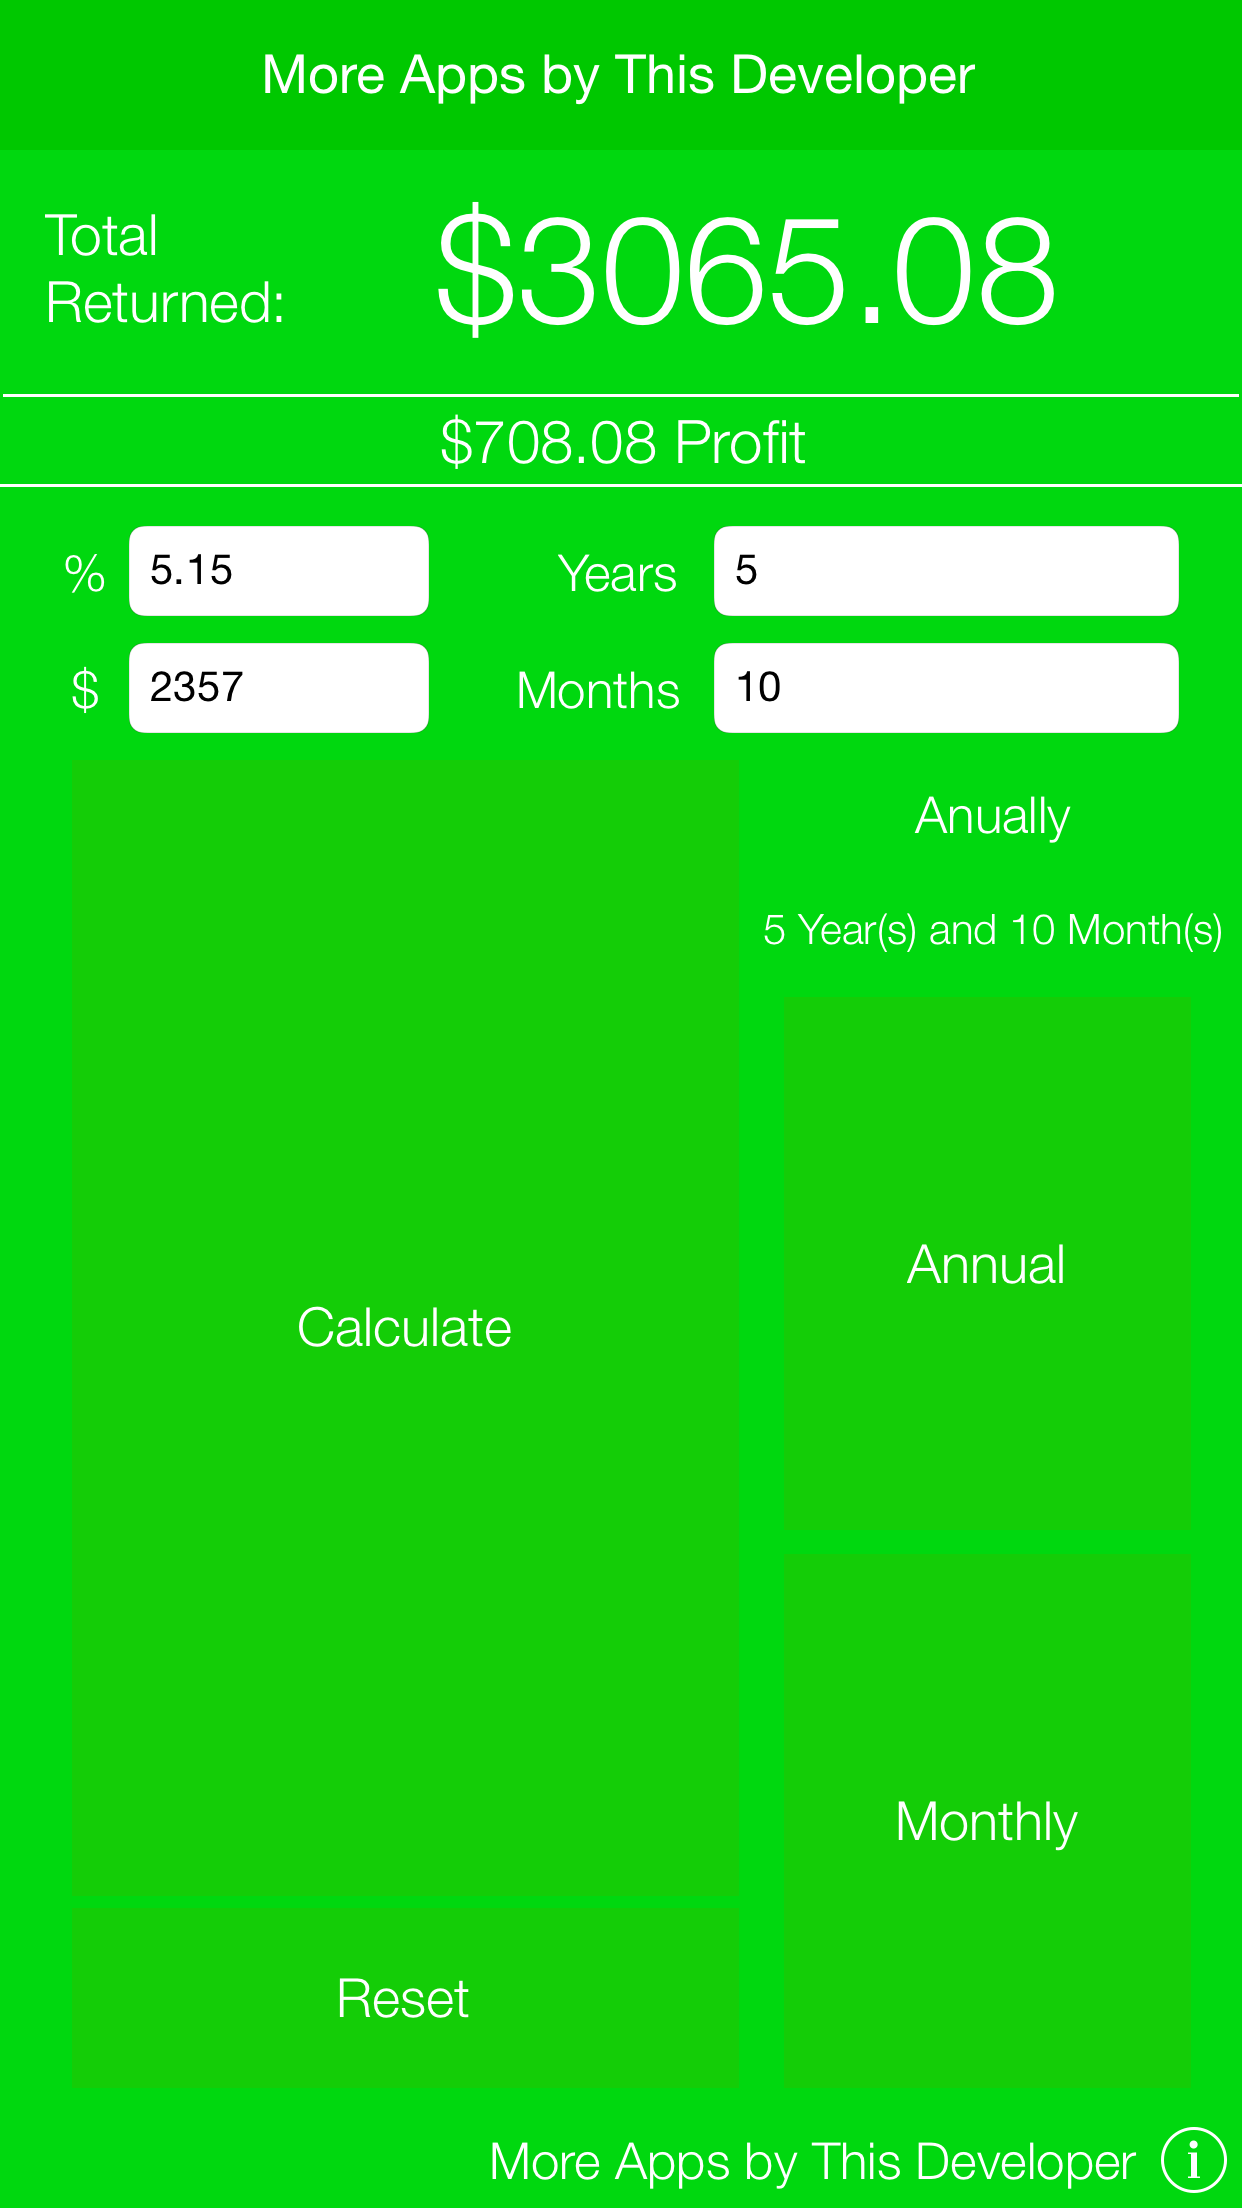 More Apps by This Developer
Total
Returned:
$3065.08
$708.08 Profit
% 5.15 Years 5
$ 2357 Months 10
Anually
5 Year(s) and 10 Month(s)
Annual
Calculate
Monthly
Reset
More Apps by This Developer i